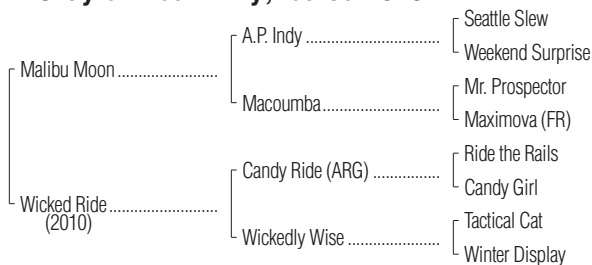 Seattle Slew
A.P. Indy ..............................
Weekend Surprise
Malibu Moon ......................
Mr. Prospector
Macoumba ..........................
Maximova (FR)
Ride the Rails
Candy Ride (ARG) ................
Candy Girl
Wicked Ride ........................
(2010)
Tactical Cat
Wickedly Wise .....................
Winter Display